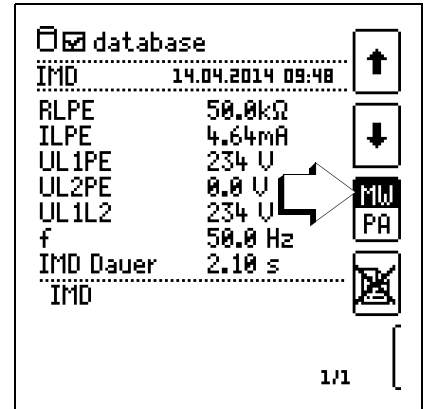 database
IMD 14.04.2014 09:48
RLPE 50.0kΩ
ILPE 4.64mA
UL1PE 234 V
UL2PE 0.0 V
UL1L2 234 V
f 50.0 Hz
IMD Dauer 2.10 s
IMD
MW
PA
1/1